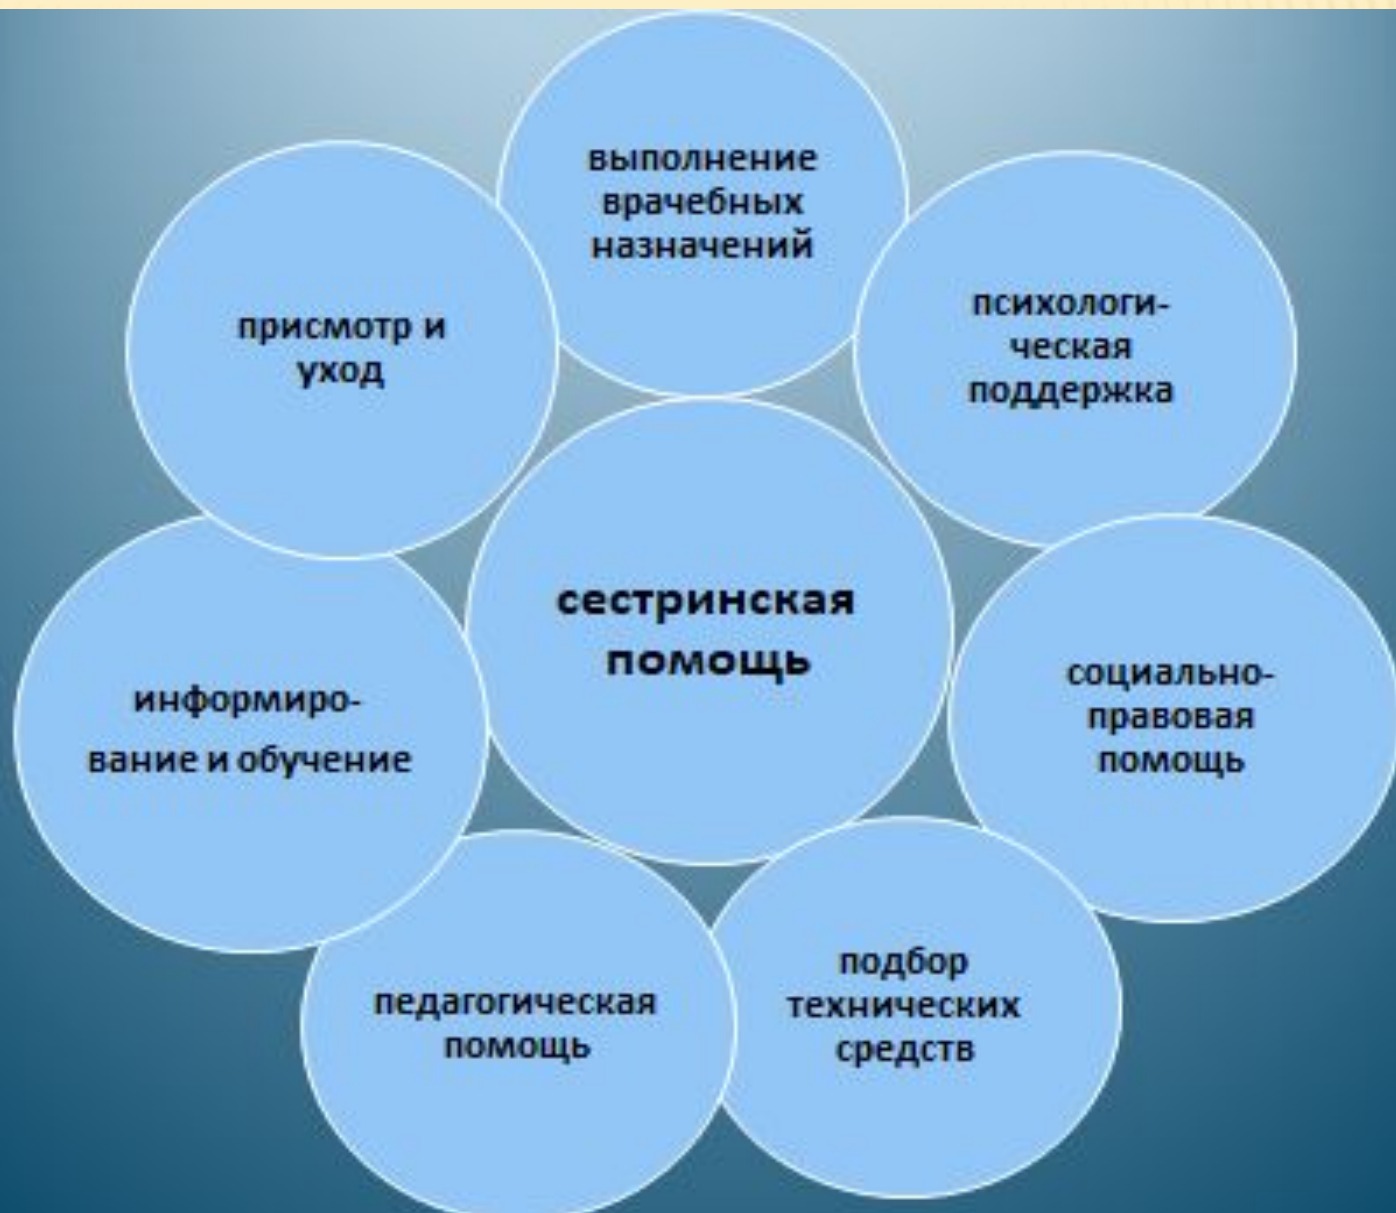 выполнение
врачебных
назначений
психологи-
ческая
поддержка
присмотр и
уход
сестринская
помощь
социально-
правовая
помощь
информиро-
вание и обучение
подбор
технических
средств
педагогическая
помощь